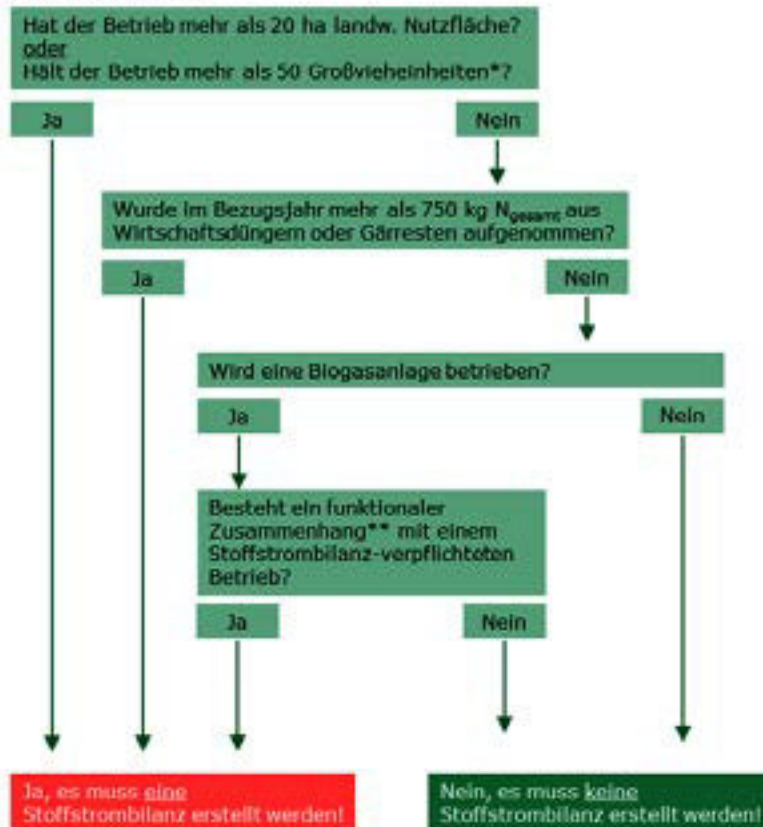 Hat der Betrieb mehr als 20 ha landw. Nutzfläche?
oder
Hält der Betrieb mehr als 50 Großvieheinheiten*?
Ja
Nein
Wurde im Bezugsjahr mehr als 750 kg Ngesamt aus
Wirtschaftsdüngern oder Gärresten aufgenommen?
Ja
Nein
Wird eine Biogasanlage betrieben?
Ja
Nein
Besteht ein funktionaler
Zusammenhang** mit einem
Stoffstrombilanz-verpflichteten
Betrieb?
Ja
Nein
Ja, es muss eine
Stoffstrombilanz erstellt werden!
Nein, es muss keine
Stoffstrombilanz erstellt werden!